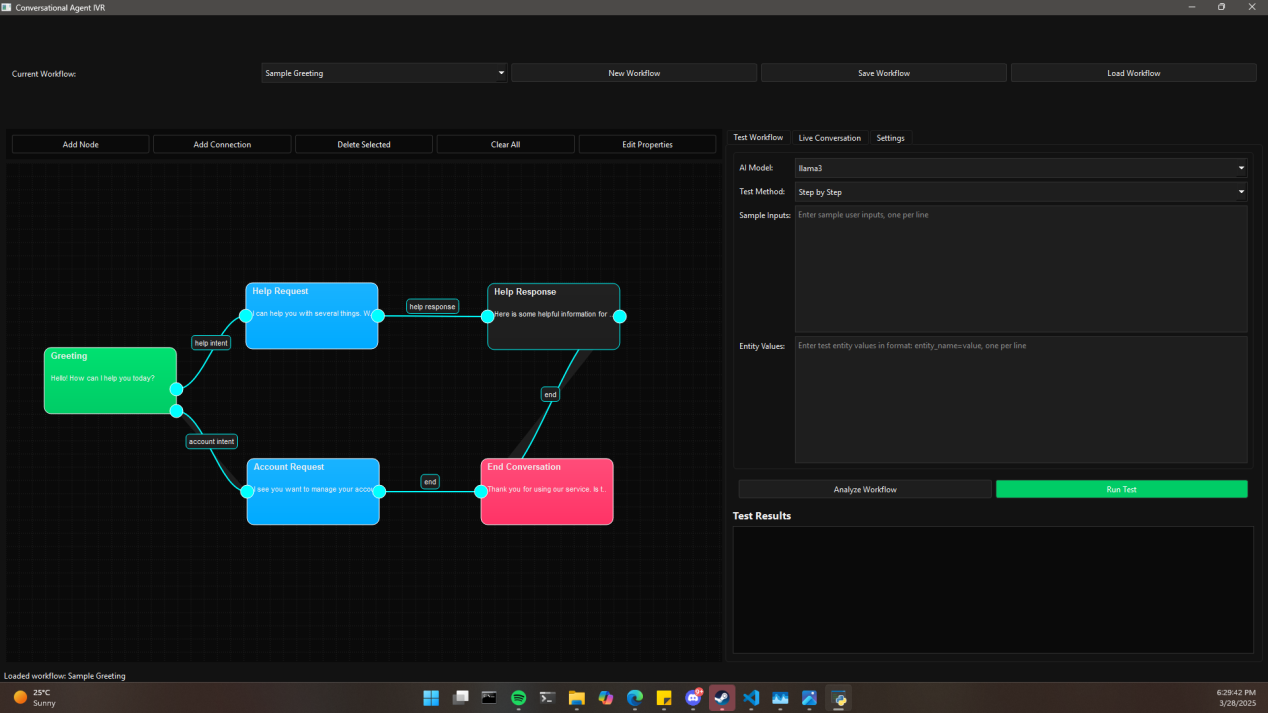 Conversational Agent IVR
Current Workflow:
Sample Greeting
New Workflow
Save Workflow
Load Workflow
Add Node
Add Connection
Delete Selected
Clear All
Edit Properties
Test Workflow
Live Conversation
Settings
AI Model:
llama3
Test Method:
Step by Step
Sample Inputs:
Enter sample user inputs, one per line
Entity Values:
Enter test entity values in format: entity_name=value, one per line
Analyze Workflow
Run Test
Test Results
Help Request
I can help you with several things. W
help response
Help Response
Here is some helpful information for ...
help intent
Greeting
Hello! How can I help you today?
end
account intent
Account Request
I see you want to manage your accou
end
End Conversation
Thank you for using our service. Is t..
Loaded workflow: Sample Greeting
25°C
Sunny
6:29:42 PM
3/28/2025